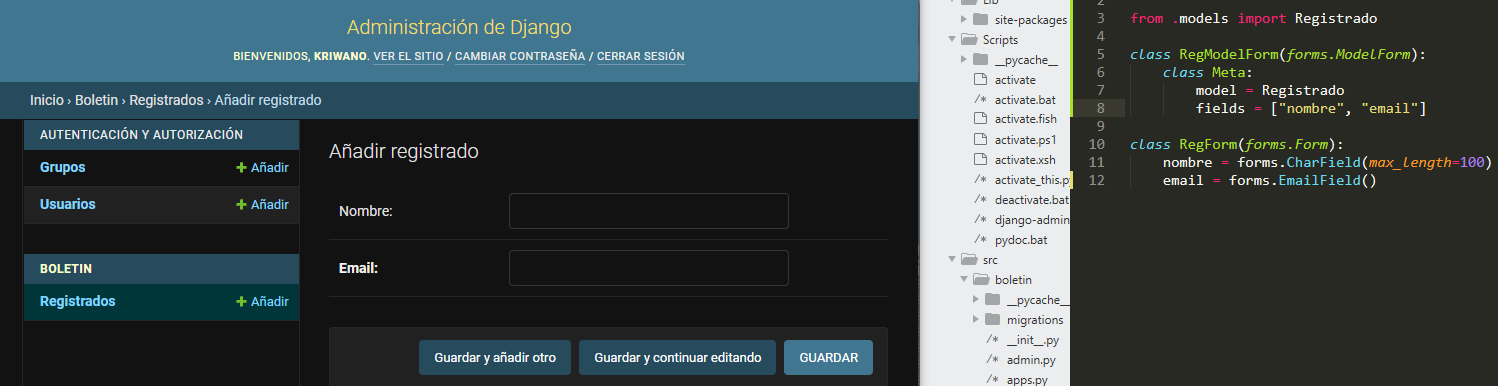 Administración de Django
BIENVENIDOS, KRIWANO. VER EL SITIO / CAMBIAR CONTRASEÑA / CERRAR SESIÓN
Inicio › Boletin › Registrados › Añadir registrado
AUTENTICACIÓN Y AUTORIZACIÓN
Grupos + Añadir
Usuarios + Añadir
BOLETIN
Registrados + Añadir
Añadir registrado
Nombre:
Email:
Guardar y añadir otro
Guardar y continuar editando
GUARDAR
Lib
site-packages
Scripts
__pycache__
activate
/* activate.bat
activate.fish
activate.ps1
activate.xsh
/* activate_this.py
/* deactivate.bat
/* django-admin
/* pydoc.bat
src
boletin
__pycache__
migrations
/* __init__.py
/* admin.py
/* apps.py
2
3 from .models import Registrado
4
5 class RegModelForm(forms.ModelForm):
6 class Meta:
7 model = Registrado
8 fields = ["nombre", "email"]
9
10 class RegForm(forms.Form):
11 nombre = forms.CharField(max_length=100)
12 email = forms.EmailField()